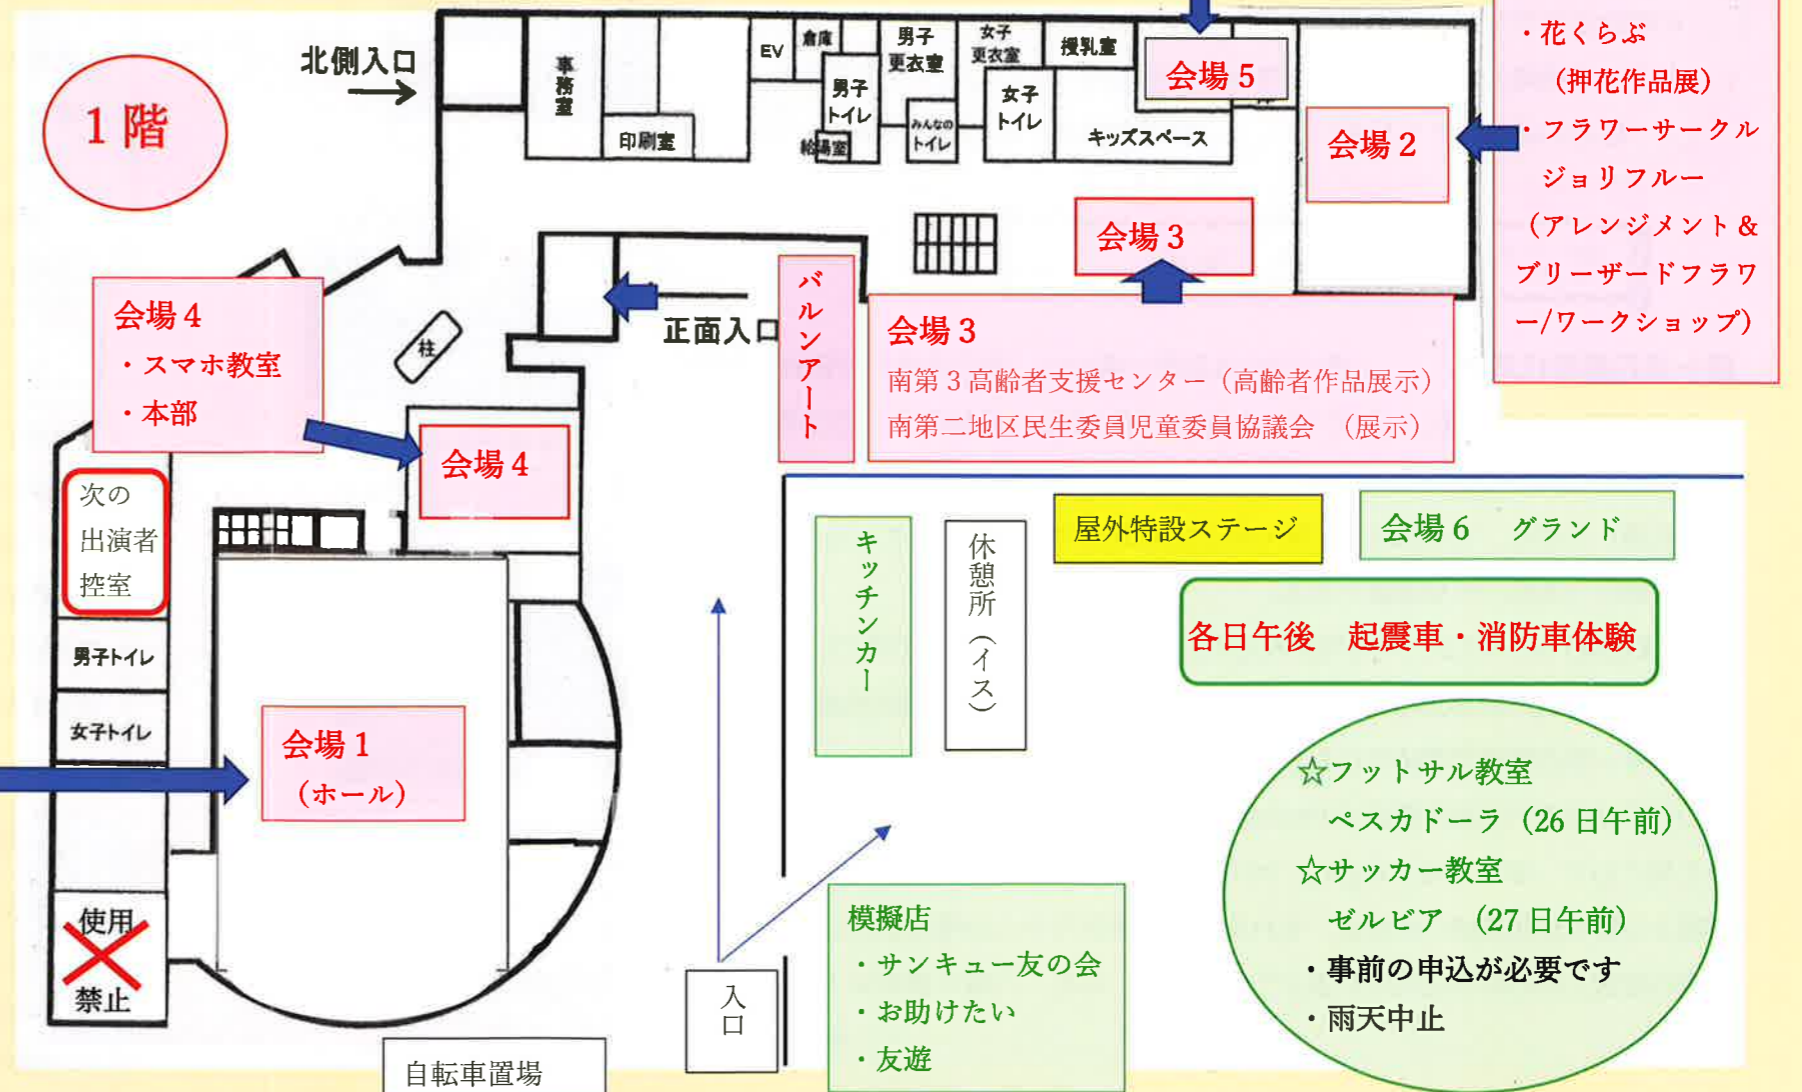 1階
北側入口
事務室
印刷室
EV
倉庫
男子
トイレ
給湯室
男子
更衣室
みんなの
トイレ
女子
更衣室
女子
トイレ
授乳室
キッズスペース
会場5
会場2
・花くらぶ
(押花作品展)
・フラワーサークル
ジョリフルー
(アレンジメント&
ブリーザードフラワ
ー/ワークショップ)
会場3
会場4
・スマホ教室
・本部
柱
正面入口
バルンアート
会場3
南第3高齢者支援センター(高齢者作品展示)
南第二地区民生委員児童委員協議会 (展示)
会場4
次の
出演者
控室
男子トイレ
女子トイレ
使用
禁止
会場1
(ホール)
キッチンカー
休憩所(イス)
屋外特設ステージ
会場6 グランド
各日午後 起震車・消防車体験
☆フットサル教室
ペスカドーラ(26日午前)
☆サッカー教室
ゼルビア (27日午前)
・事前の申込が必要です
・雨天中止
模擬店
・サンキュー友の会
・お助けたい
・友遊
入口
自転車置場